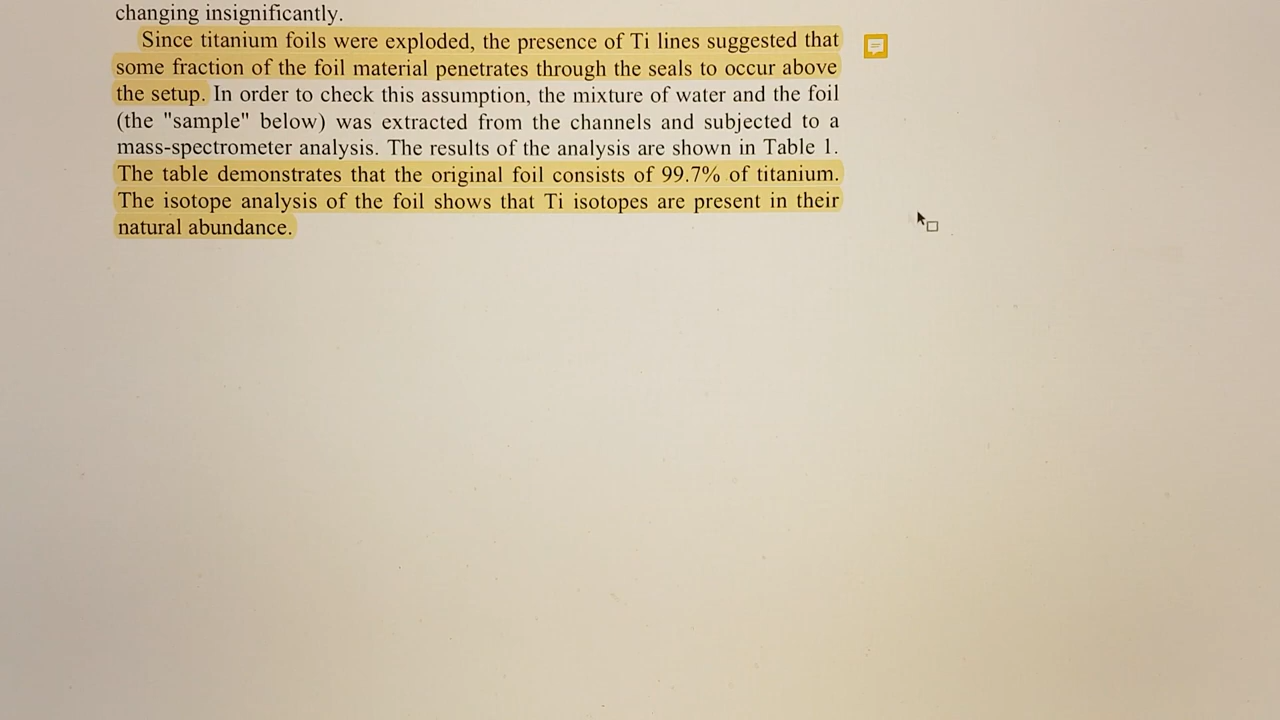 changing insignificantly.
Since titanium foils were exploded, the presence of Ti lines suggested that
some fraction of the foil material penetrates through the seals to occur above
the setup. In order to check this assumption, the mixture of water and the foil
(the "sample" below) was extracted from the channels and subjected to a
mass-spectrometer analysis. The results of the analysis are shown in Table 1.
The table demonstrates that the original foil consists of 99.7% of titanium.
The isotope analysis of the foil shows that Ti isotopes are present in their
natural abundance.